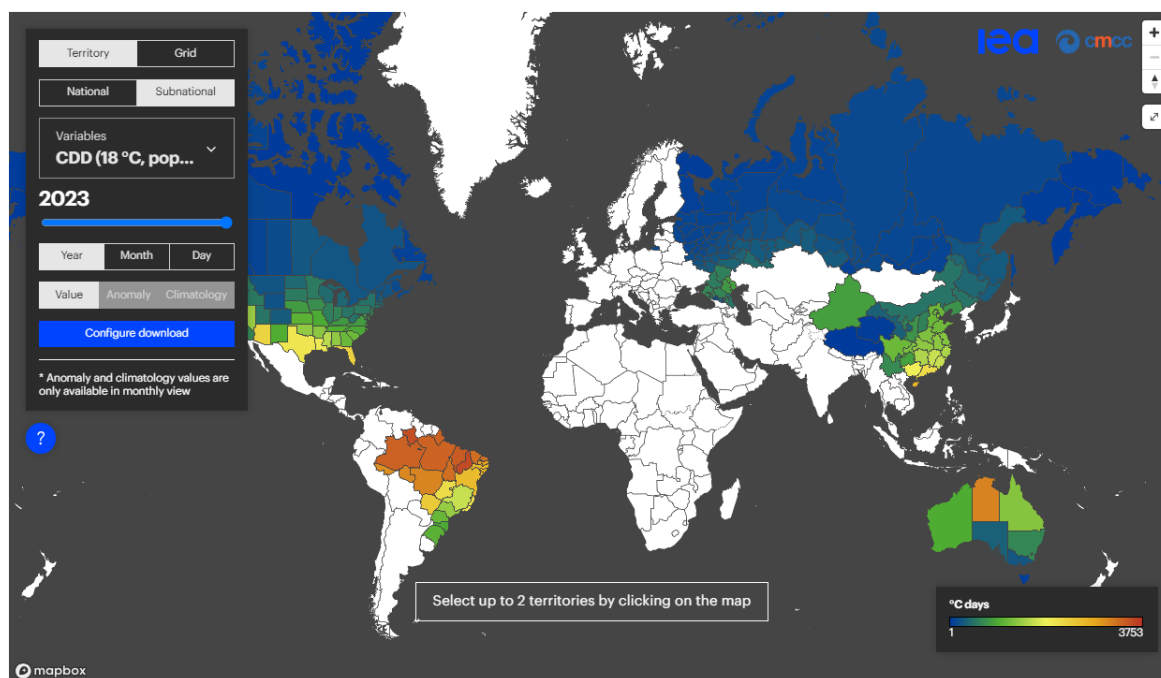 Territory
Grid
iea
cmcc
National
Subnational
Variables
CDD (18 °C, pop...
2023
Year
Month
Day
Value
Anomaly
Climatology
Configure download
* Anomaly and climatology values are
only available in monthly view
?
Select up to 2 territories by clicking on the map
°C days
1
3753
mapbox